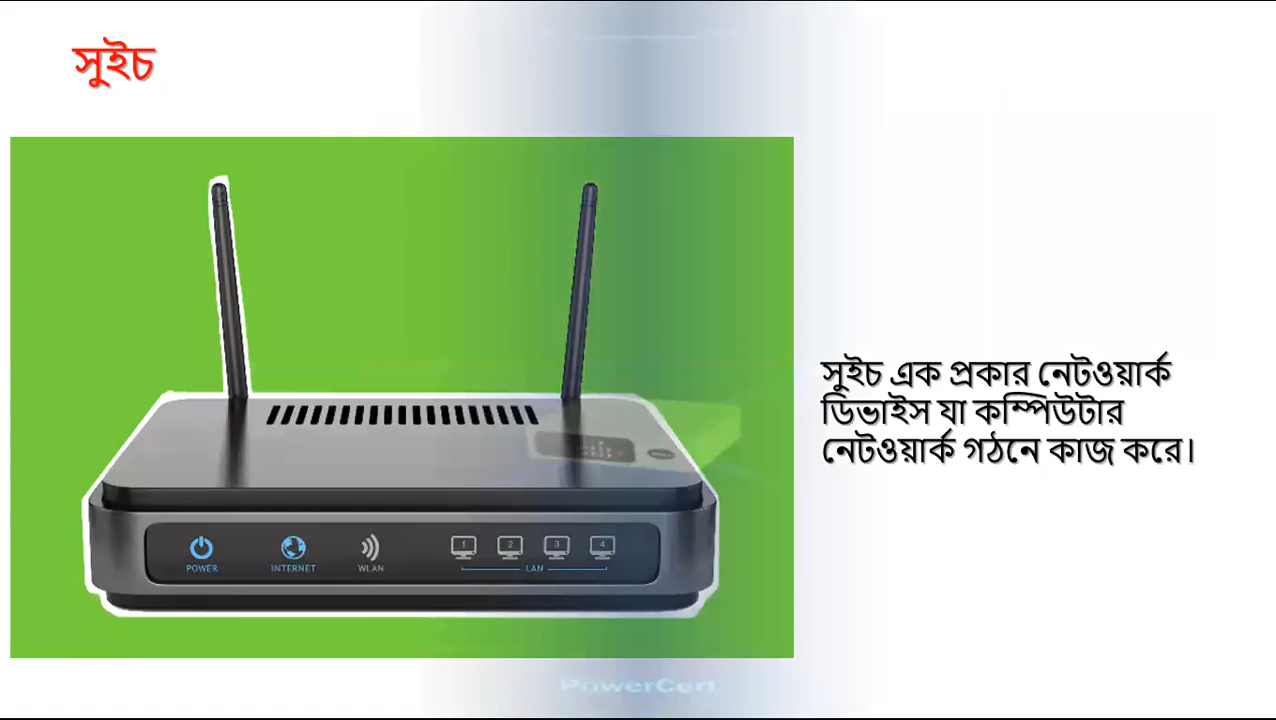 সুইচ
সুইচ এক প্রকার নেটওয়ার্ক
ডিভাইস যা কম্পিউটার
নেটওয়ার্ক গঠনে কাজ করে।
POWER INTERNET WLAN 1 2 3 4
LAN
PowerCert